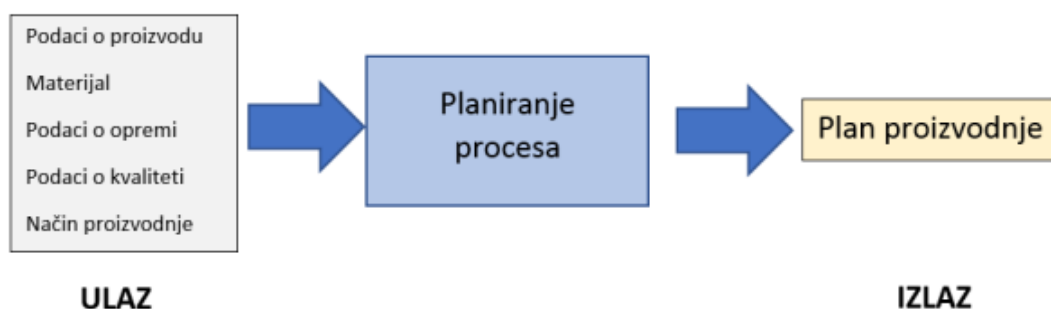 Podaci o proizvodu
Materijal
Podaci o opremi
Podaci o kvaliteti
Način proizvodnje
Planiranje
procesa
Plan proizvodnje
ULAZ
IZLAZ